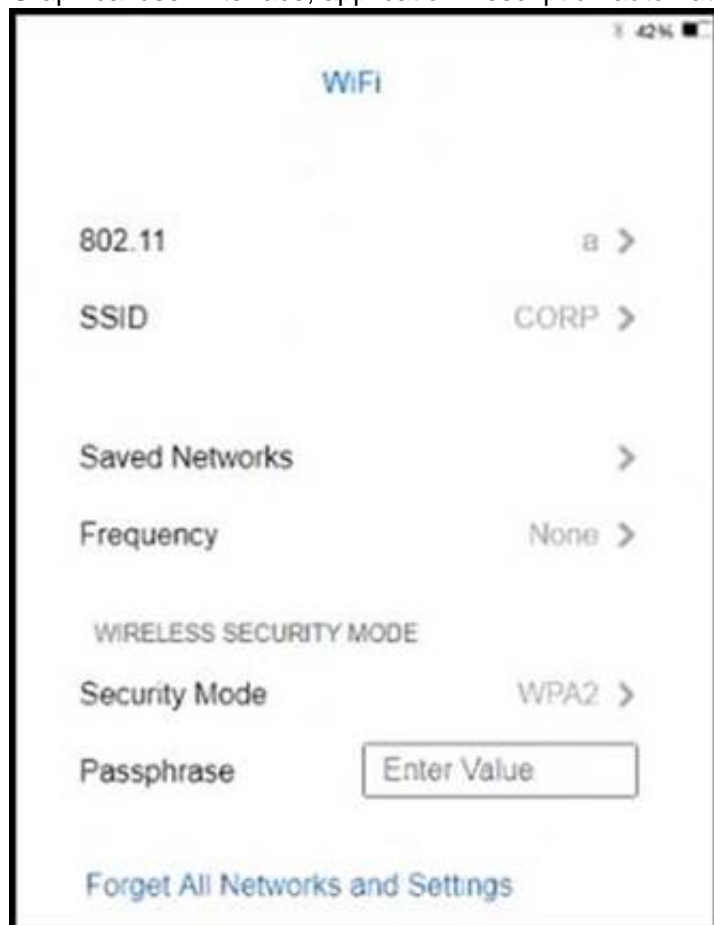 42%
WiFi
802.11 a >
SSID CORP >
Saved Networks >
Frequency None >
WIRELESS SECURITY MODE
Security Mode WPA2 >
Passphrase Enter Value
Forget All Networks and Settings